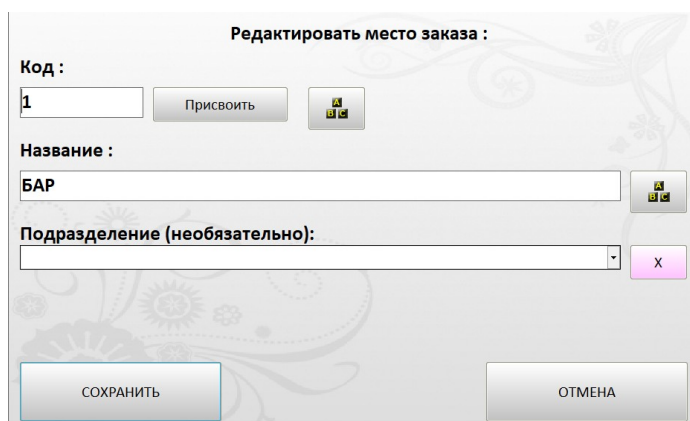 Редактировать место заказа :
Код :
1 Присвоить A B C
Название :
БАР A B C
Подразделение (необязательно):
X
СОХРАНИТЬ ОТМЕНА